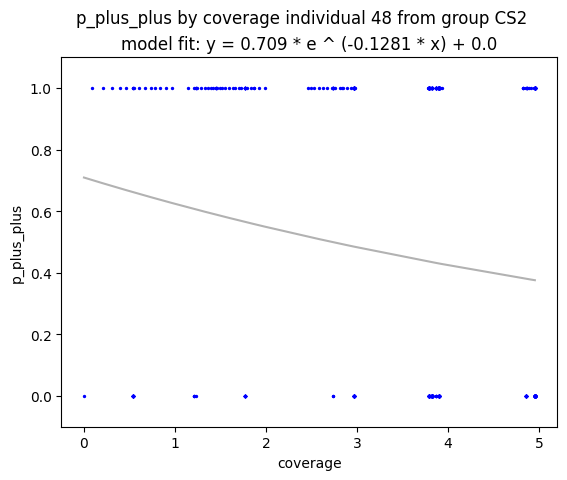 p_plus_plus by coverage individual 48 from group CS2
model fit: y = 0.709 * e ^ (-0.1281 * x) + 0.0
1.0
0.8
0.6
0.4
0.2
0.0
p_plus_plus
0 1 2 3 4 5
coverage